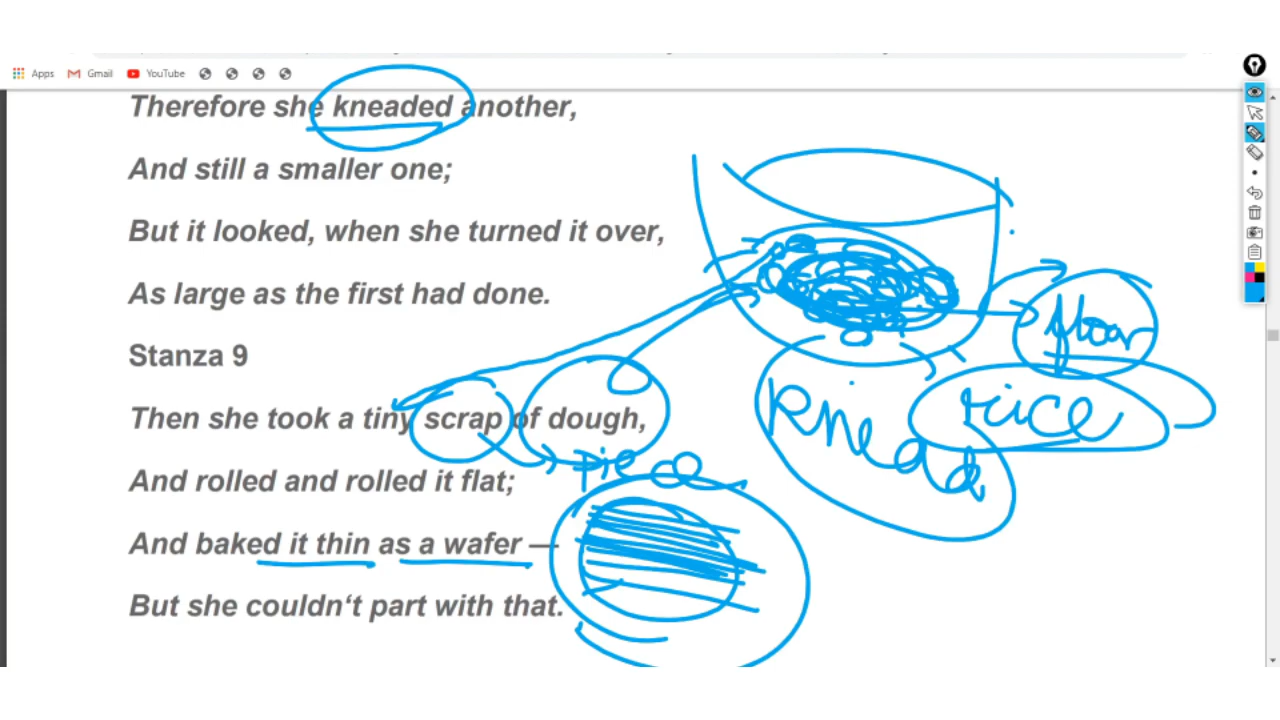 Apps Gmail YouTube
Therefore she kneaded another,
And still a smaller one;
But it looked, when she turned it over,
As large as the first had done.
Stanza 9
Then she took a tiny scrap of dough,
And rolled and rolled it flat;
And baked it thin as a wafer —
But she couldn‘t part with that.
floor
rice
knead
piece